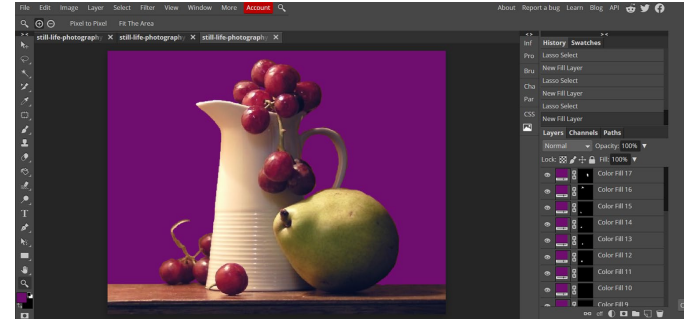 File Edit Image Layer Select Filter View Window More Account About Report a bug Learn Blog API
Pixel to Pixel Fit The Area
still-life-photography still-life-photography still-life-photography
Inf
Pro
Bru
Cha
Par
CSS
History Swatches
Lasso Select
New Fill Layer
Lasso Select
New Fill Layer
Lasso Select
New Fill Layer
Layers Channels Paths
Normal Opacity: 100%
Lock: Fill: 100%
Color Fill 17
Color Fill 16
Color Fill 15
Color Fill 14
Color Fill 13
Color Fill 12
Color Fill 11
Color Fill 10
Color Fill 9
eff